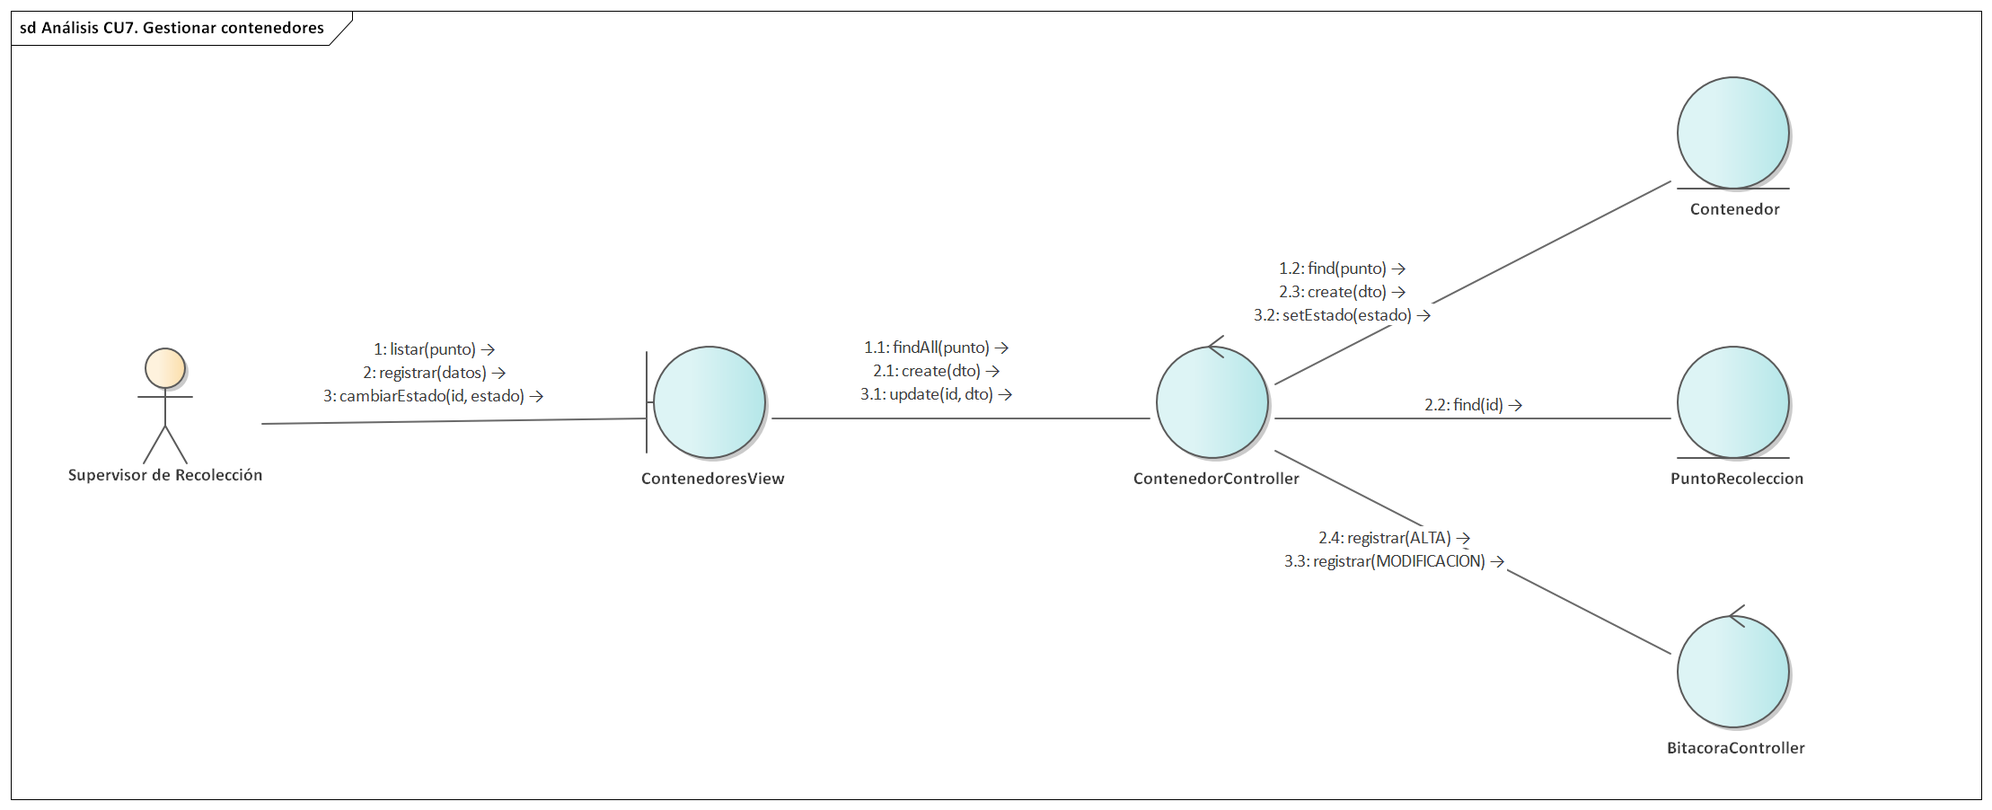 sd Análisis CU7. Gestionar contenedores
Contenedor
1.2: find(punto) →
2.3: create(dto) →
3.2: setEstado(estado) →
1: listar(punto) →
2: registrar(datos) →
3: cambiarEstado(id, estado) →
1.1: findAll(punto) →
2.1: create(dto) →
3.1: update(id, dto) →
2.2: find(id) →
Supervisor de Recolección
ContenedoresView
ContenedorController
PuntoRecoleccion
2.4: registrar(ALTA) →
3.3: registrar(MODIFICACIÓN) →
BitacoraController